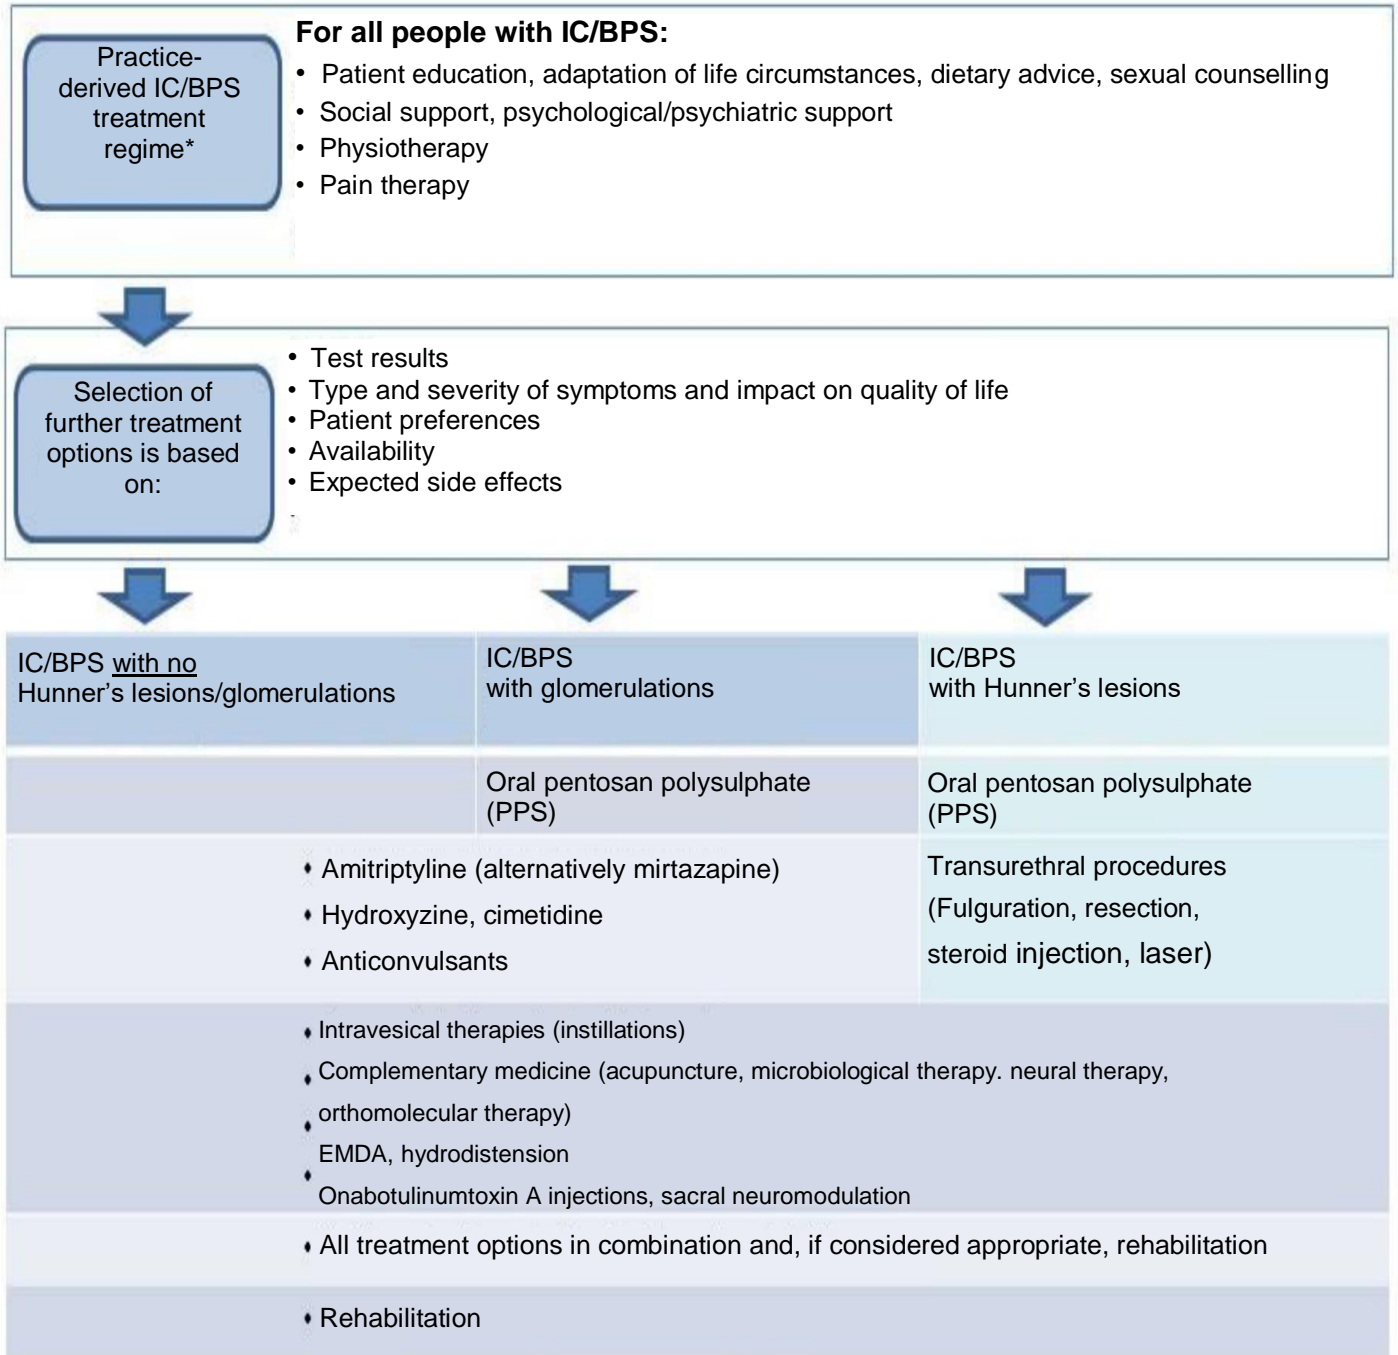 Practice-
derived IC/BPS
treatment
regime*
For all people with IC/BPS:
• Patient education, adaptation of life circumstances, dietary advice, sexual counselling
• Social support, psychological/psychiatric support
• Physiotherapy
• Pain therapy
Selection of
further treatment
options is based
on:
• Test results
• Type and severity of symptoms and impact on quality of life
• Patient preferences
• Availability
• Expected side effects
IC/BPS with no
Hunner’s lesions/glomerulations
IC/BPS
with glomerulations
IC/BPS
with Hunner’s lesions
Oral pentosan polysulphate
(PPS)
Oral pentosan polysulphate
(PPS)
♦ Amitriptyline (alternatively mirtazapine)
♦ Hydroxyzine, cimetidine
♦ Anticonvulsants
Transurethral procedures
(Fulguration, resection,
steroid injection, laser)
♦ Intravesical therapies (instillations)
♦ Complementary medicine (acupuncture, microbiological therapy. neural therapy,
♦ orthomolecular therapy)
EMDA, hydrodistension
♦ Onabotulinumtoxin A injections, sacral neuromodulation
♦ All treatment options in combination and, if considered appropriate, rehabilitation
♦ Rehabilitation